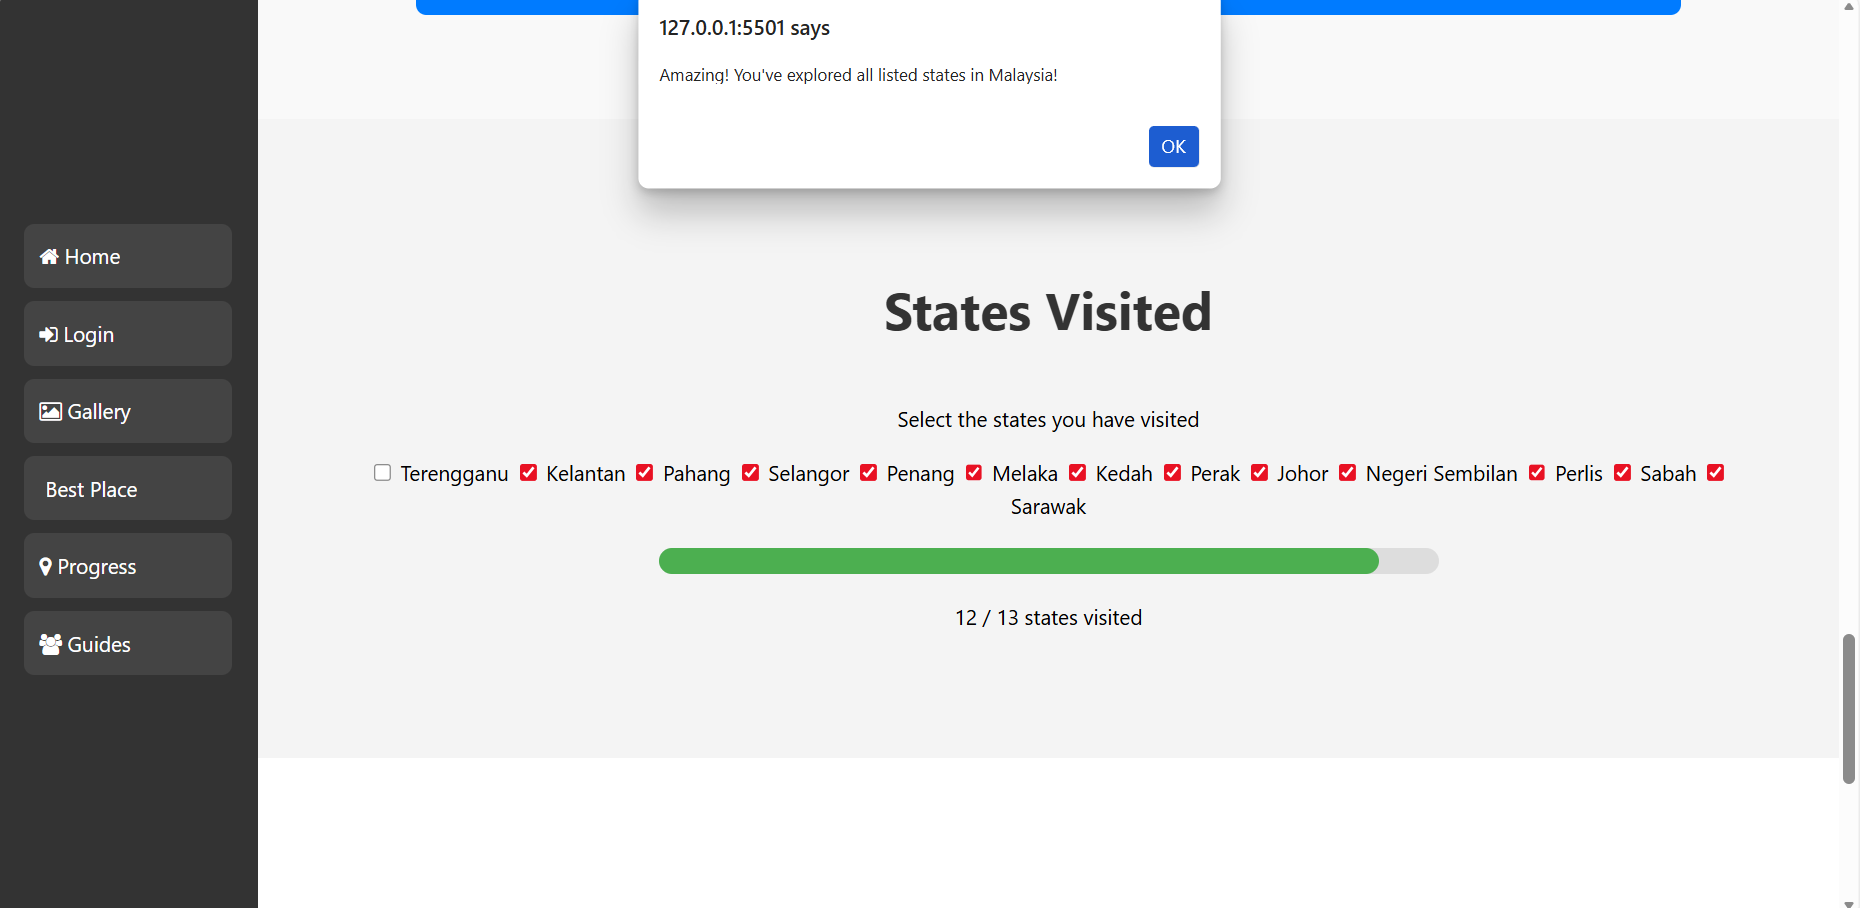 127.0.0.1:5501 says
Amazing! You've explored all listed states in Malaysia!
OK
Home
Login
Gallery
Best Place
Progress
Guides
States Visited
Select the states you have visited
Terengganu Kelantan Pahang Selangor Penang Melaka Kedah Perak Johor Negeri Sembilan Perlis Sabah
Sarawak
12 / 13 states visited